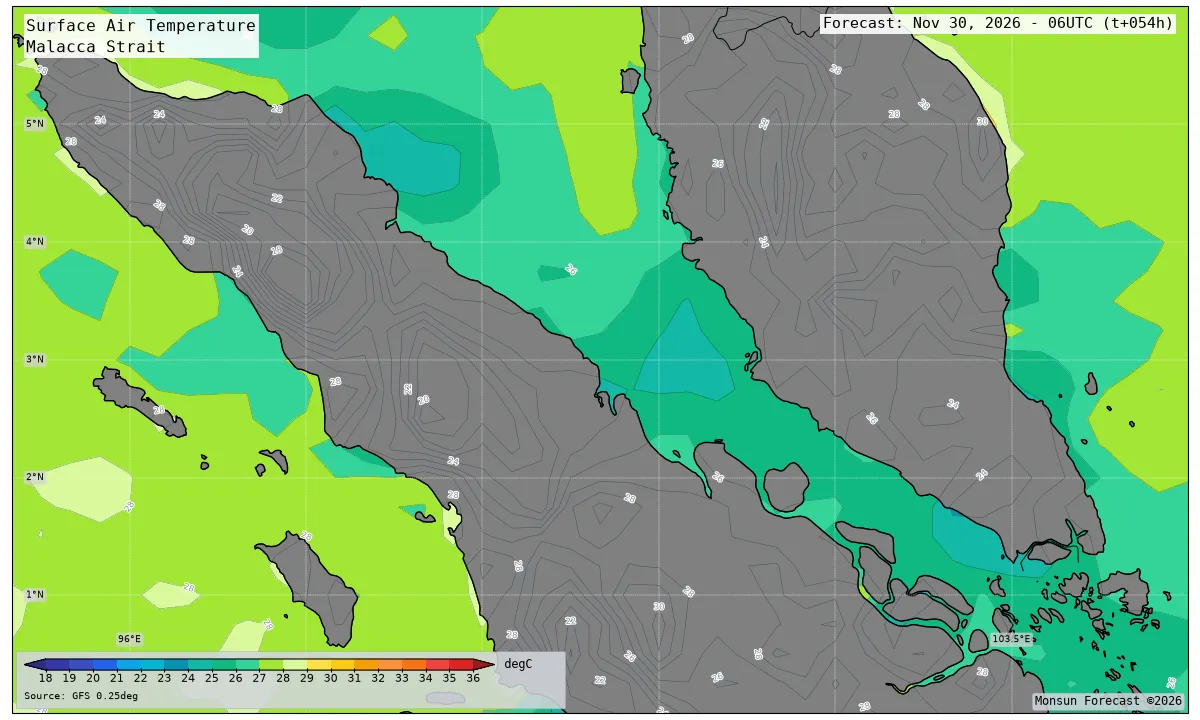 Surface Air Temperature
Malacca Strait
Forecast: Nov 30, 2026 - 06UTC (t+054h)
5°N
4°N
3°N
2°N
1°N
96°E
103.5°E
18 19 20 21 22 23 24 25 26 27 28 29 30 31 32 33 34 35 36
degC
Source: GFS 0.25deg
Monsun Forecast ©2026